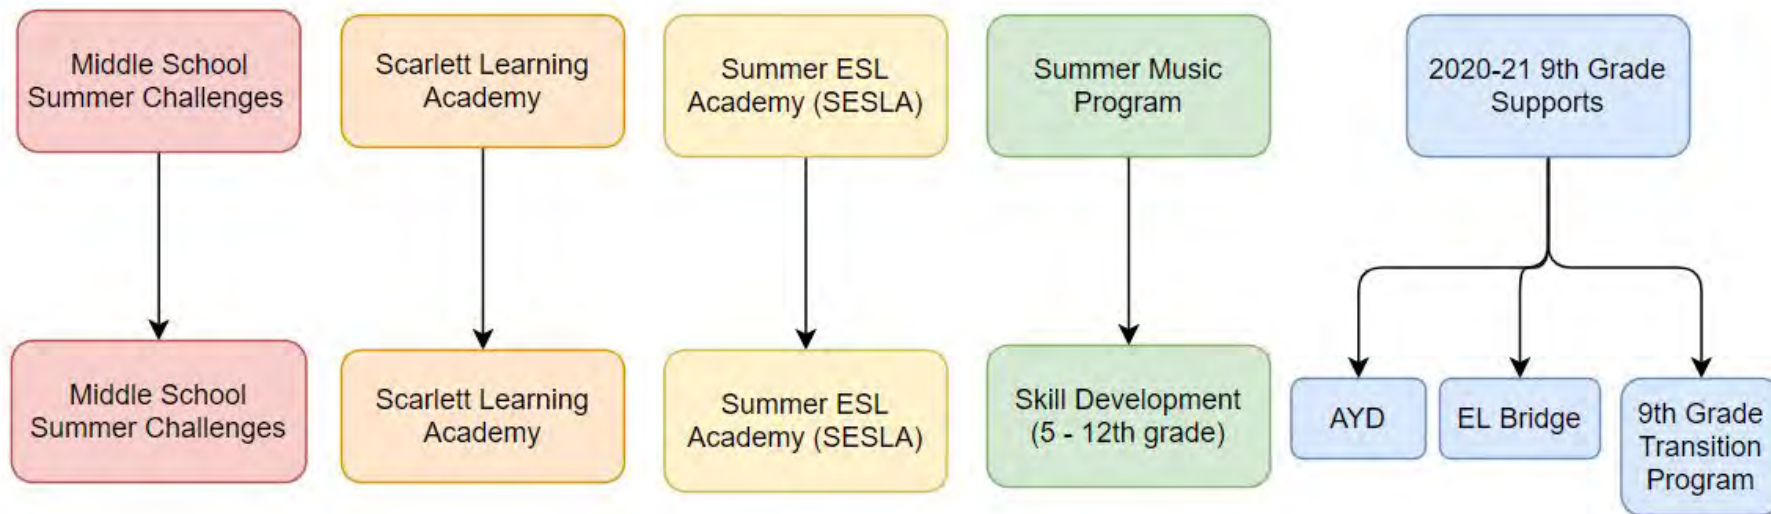 Middle School
Summer Challenges
Scarlett Learning
Academy
Summer ESL
Academy (SESLA)
Summer Music
Program
2020-21 9th Grade
Supports
Middle School
Summer Challenges
Scarlett Learning
Academy
Summer ESL
Academy (SESLA)
Skill Development
(5 - 12th grade)
AYD
EL Bridge
9th Grade
Transition
Program